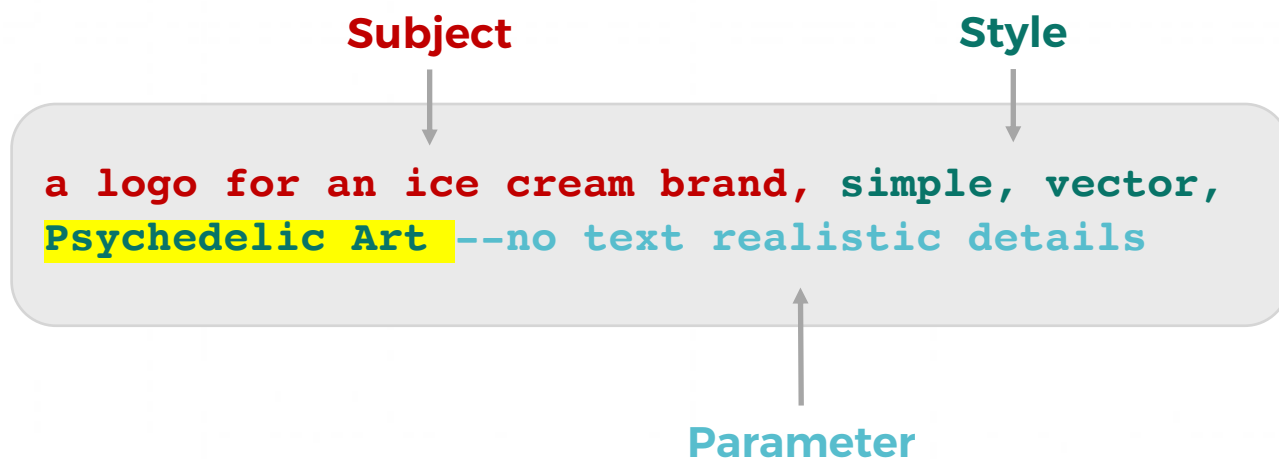 Subject
Style
a logo for an ice cream brand, simple, vector,
Psychedelic Art --no text realistic details
Parameter